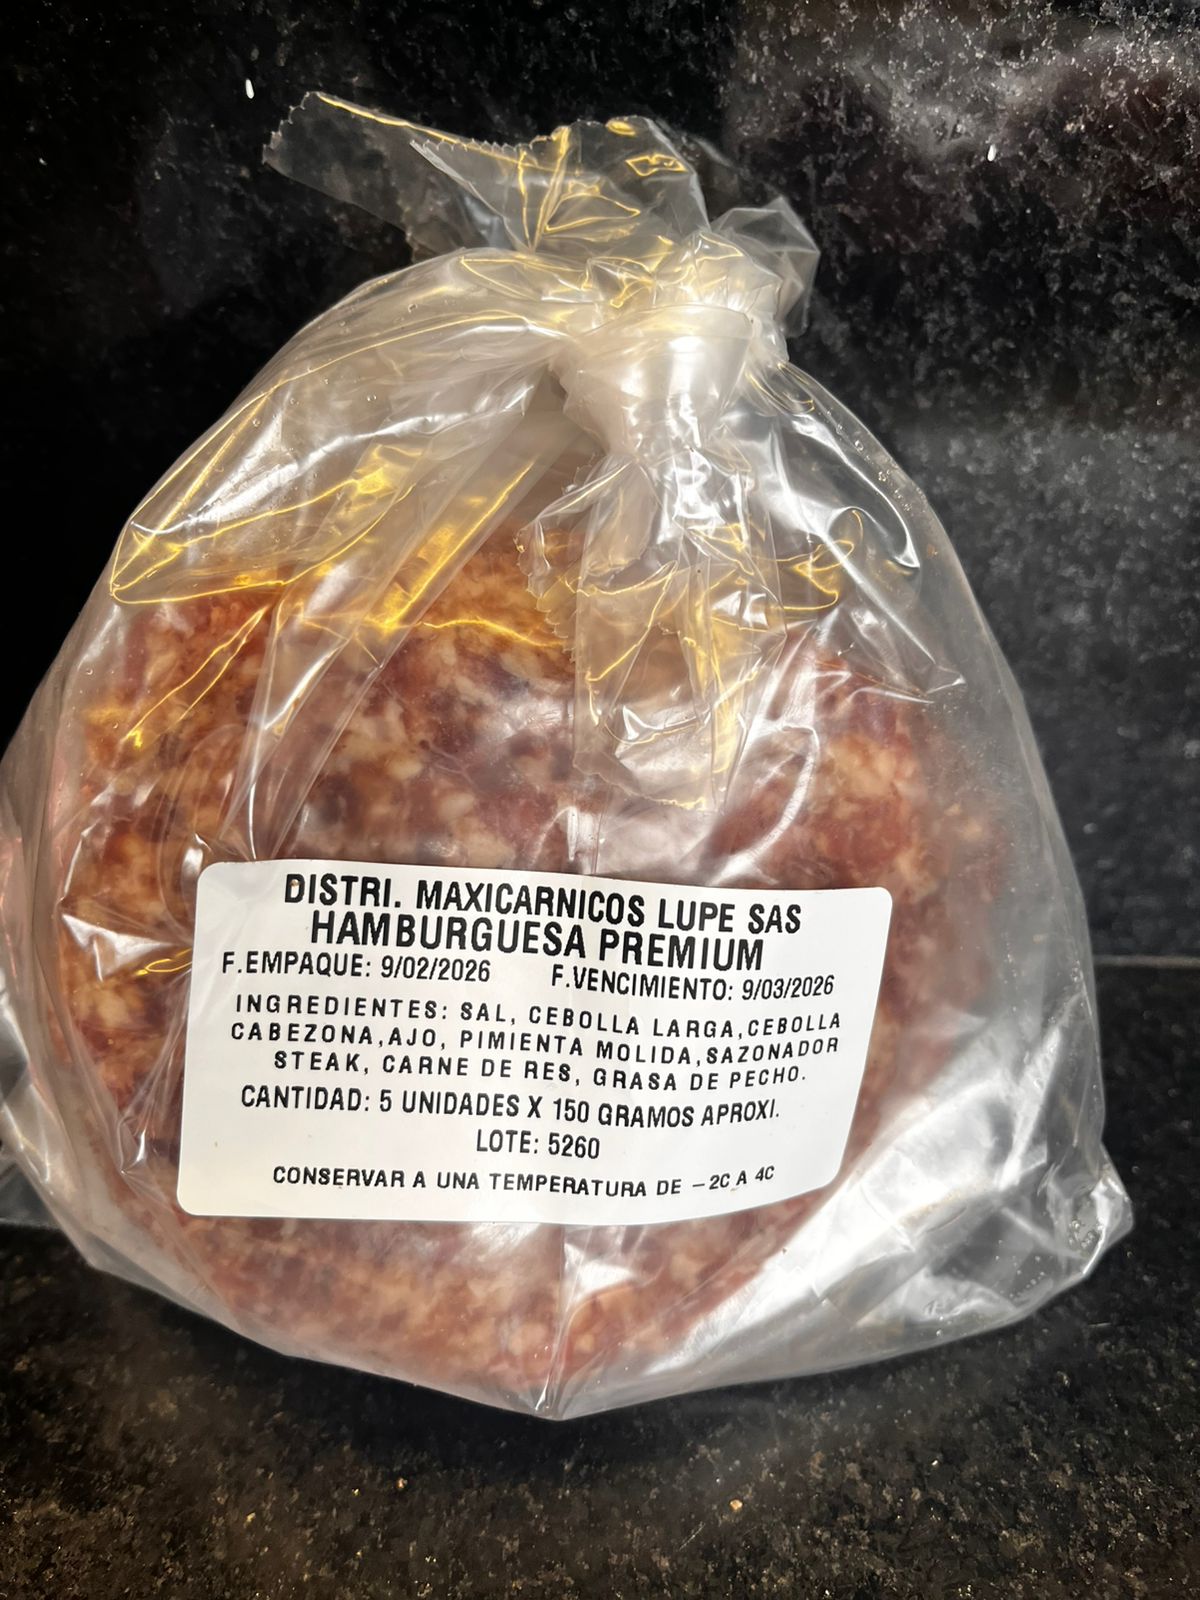 DISTRI. MAXICARNICOS LUPE SAS
HAMBURGUESA PREMIUM
F.EMPAQUE: 9/02/2026 F.VENCIMIENTO: 9/03/2026
INGREDIENTES: SAL, CEBOLLA LARGA,CEBOLLA
CABEZONA,AJO, PIMIENTA MOLIDA,SAZONADOR
STEAK, CARNE DE RES, GRASA DE PECHO.
CANTIDAD: 5 UNIDADES X 150 GRAMOS APROXI.
LOTE: 5260
CONSERVAR A UNA TEMPERATURA DE -2C A 4C